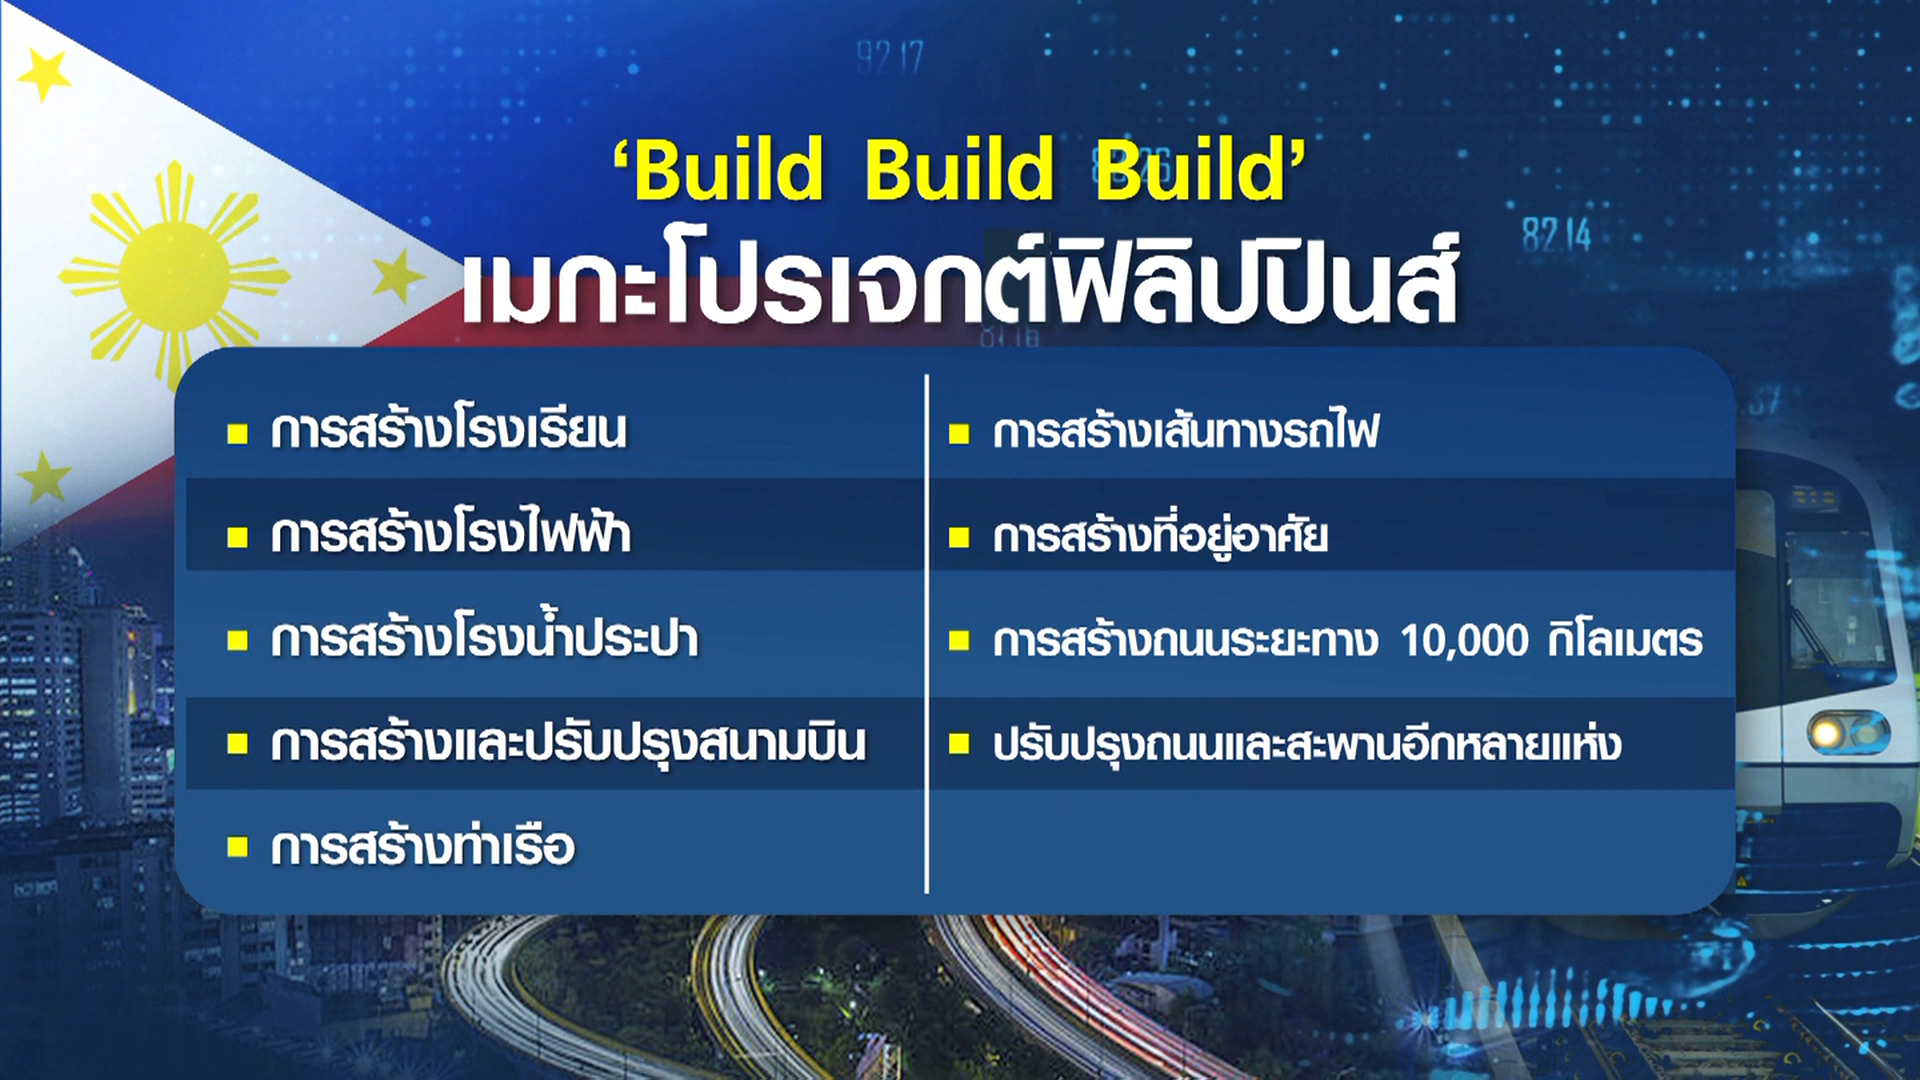 92.17
82.14
‘Build Build Build’
เมกะโปรเจกต์ฟิลิปปินส์
81.16
▪ การสร้างโรงเรียน
▪ การสร้างโรงไฟฟ้า
▪ การสร้างโรงน้ำประปา
▪ การสร้างและปรับปรุงสนามบิน
▪ การสร้างท่าเรือ
▪ การสร้างเส้นทางรถไฟ
▪ การสร้างที่อยู่อาศัย
▪ การสร้างถนนระยะทาง 10,000 กิโลเมตร
▪ ปรับปรุงถนนและสะพานอีกหลายแห่ง